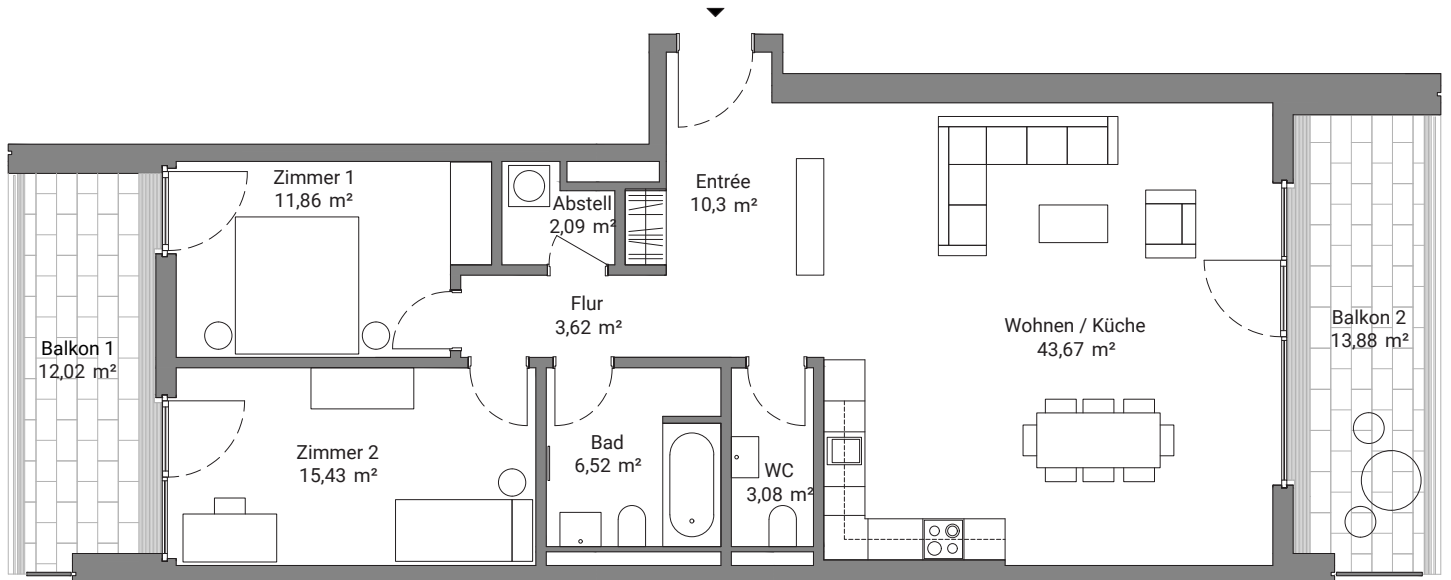 Zimmer 1
11,86 m²
Abstell
2,09 m²
Entrée
10,3 m²
Flur
3,62 m²
Wohnen / Küche
43,67 m²
Balkon 2
13,88 m²
Balkon 1
12,02 m²
Zimmer 2
15,43 m²
Bad
6,52 m²
WC
3,08 m²